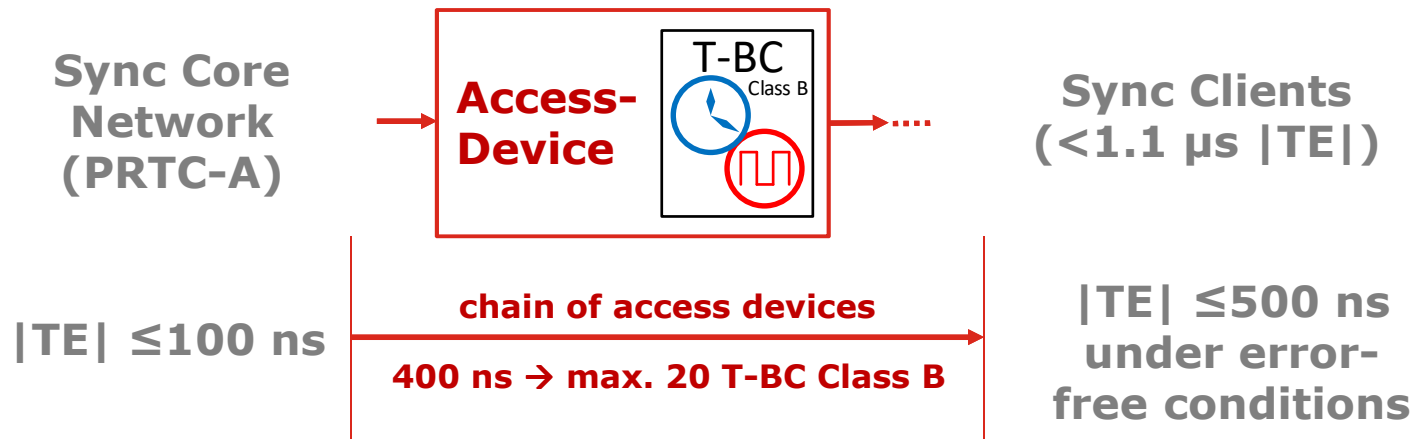 Sync Core
Network
(PRTC-A)
Access-
Device
T-BC
Class B
Sync Clients
(<1.1 µs |TE|)
|TE| ≤100 ns
chain of access devices
400 ns → max. 20 T-BC Class B
|TE| ≤500 ns
under error-
free conditions